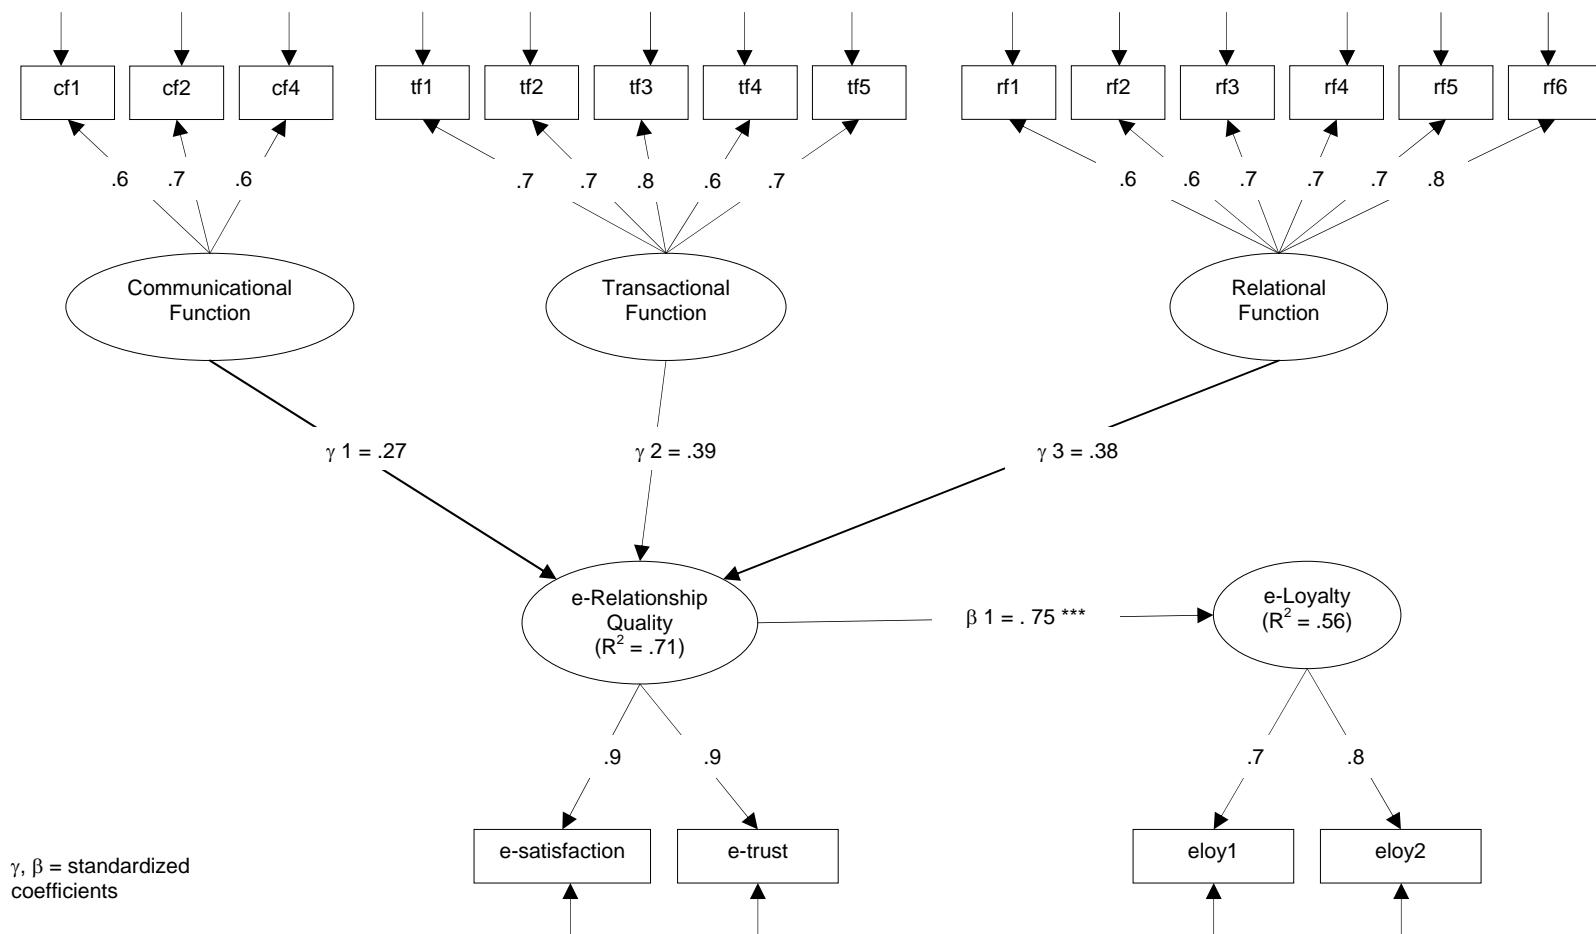 cf1 cf2 cf4 tf1 tf2 tf3 tf4 tf5 rf1 rf2 rf3 rf4 rf5 rf6
.6 .7 .6 .7 .7 .8 .6 .7 .6 .6 .7 .7 .7 .8
Communicational
Function
Transactional
Function
Relational
Function
γ 1 = .27
γ 2 = .39
γ 3 = .38
e-Relationship
Quality
(R² = .71)
β 1 = . 75 ***
e-Loyalty
(R² = .56)
.9 .9 .7 .8
e-satisfaction e-trust eloy1 eloy2
γ, β = standardized
coefficients